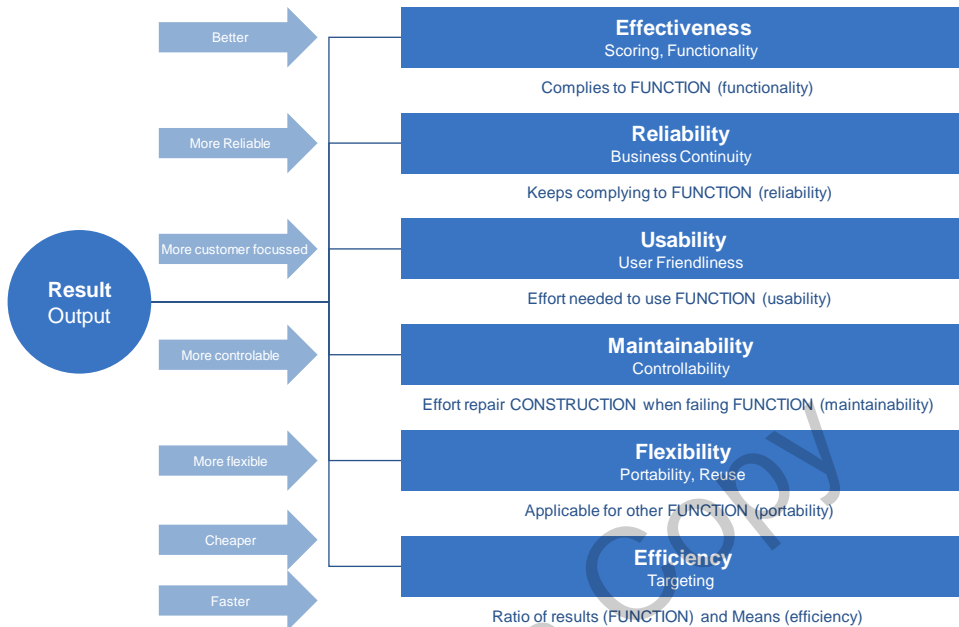 Better
Effectiveness
Scoring, Functionality
Complies to FUNCTION (functionality)
More Reliable
Reliability
Business Continuity
Keeps complying to FUNCTION (reliability)
More customer focussed
Usability
User Friendliness
Effort needed to use FUNCTION (usability)
Result
Output
More controlable
Maintainability
Controllability
Effort repair CONSTRUCTION when failing FUNCTION (maintainability)
More flexible
Flexibility
Portability, Reuse
Applicable for other FUNCTION (portability)
Cheaper
Efficiency
Targeting
Faster
Ratio of results (FUNCTION) and Means (efficiency)
Copy